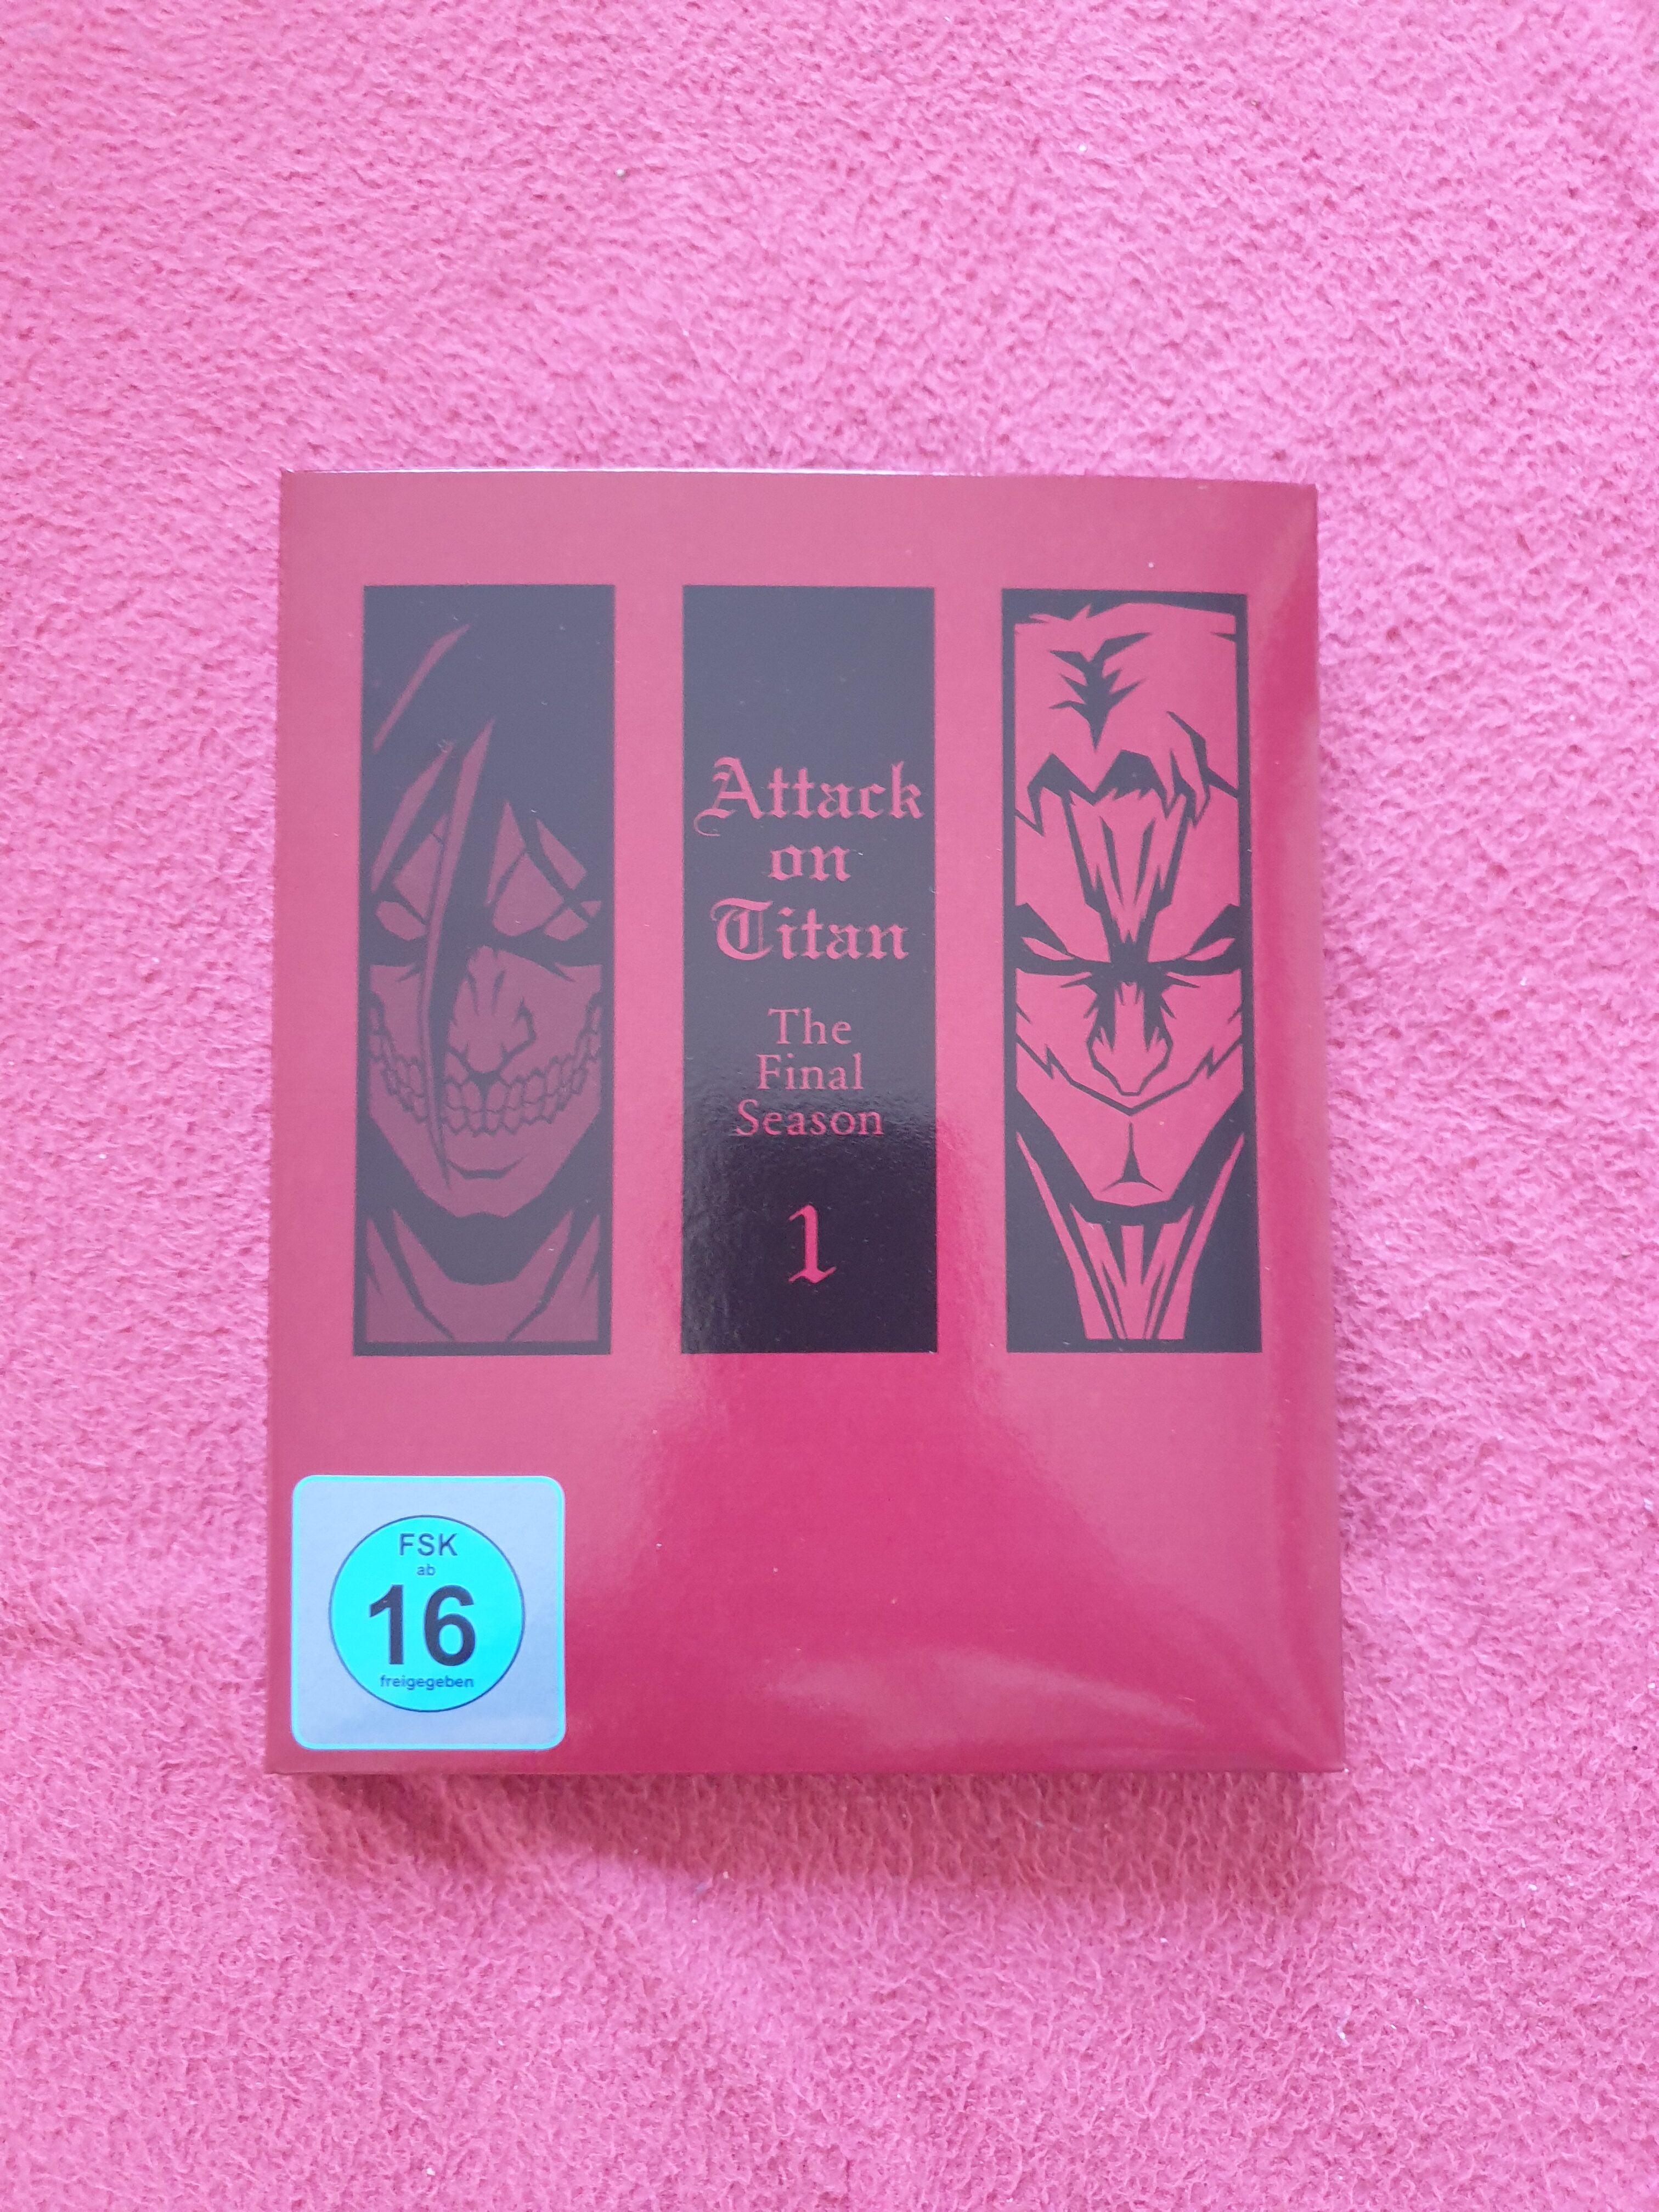 Attack
on
Titan
The
Final
Season
1
FSK
ab
16
freigegeben